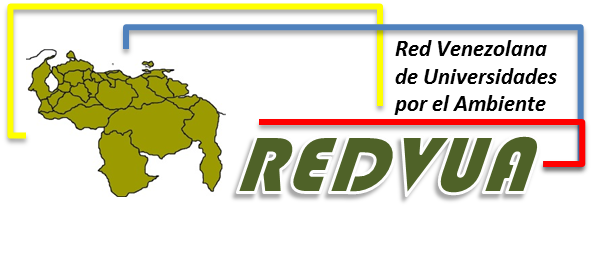 Red Venezolana
de Universidades
por el Ambiente
REDVUA